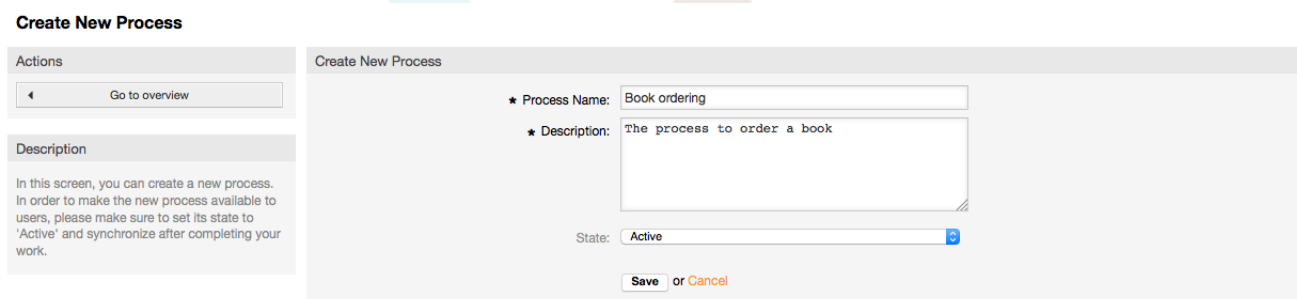 Create New Process
Actions
Go to overview
Description
In this screen, you can create a new process.
In order to make the new process available to
users, please make sure to set its state to
'Active' and synchronize after completing your
work.
Create New Process
★ Process Name: Book ordering
★ Description: The process to order a book
State: Active
Save or Cancel